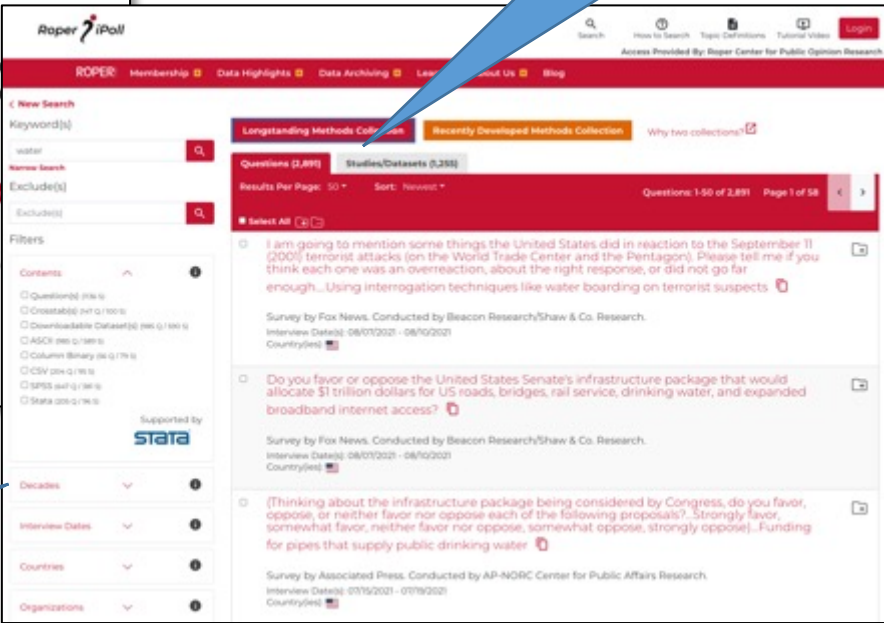 Roper iPoll
Search
How to Search
Topic Definitions
Tutorial Video
Login
Access Provided By: Roper Center for Public Opinion Research
ROPER
Membership
Data Highlights
Data Archiving
out Us
Blog
< New Search
Keyword(s)
water
Narrow Search
Exclude(s)
Exclude(s)
Filters
Contents
Question(s)
Crosstab(s)
Downloadable Dataset(s)
ASCII
Column Binary
CSV
SPSS
Stata
Supported by
STATA
Decades
Interview Dates
Countries
Organizations
Longstanding Methods Collection
Recently Developed Methods Collection
Why two collections?
Questions (2,891)
Studies/Datasets (1,255)
Results Per Page: 50
Sort: Newest
Questions: 1-50 of 2,891
Page 1 of 58
Select All
I am going to mention some things the United States did in reaction to the September 11
(2001) terrorist attacks (on the World Trade Center and the Pentagon). Please tell me if you
think each one was an overreaction, about the right response, or did not go far
enough...Using interrogation techniques like water boarding on terrorist suspects
Survey by Fox News. Conducted by Beacon Research/Shaw & Co. Research.
Interview Date(s): 08/07/2021 - 08/10/2021
Country(ies):
Do you favor or oppose the United States Senate's infrastructure package that would
allocate $1 trillion dollars for US roads, bridges, rail service, drinking water, and expanded
broadband internet access?
Survey by Fox News. Conducted by Beacon Research/Shaw & Co. Research.
Interview Date(s): 08/07/2021 - 08/10/2021
Country(ies):
(Thinking about the infrastructure package being considered by Congress, do you favor,
oppose, or neither favor nor oppose each of the following proposals?...Strongly favor,
somewhat favor, neither favor nor oppose, somewhat oppose, strongly oppose)...Funding
for pipes that supply public drinking water
Survey by Associated Press. Conducted by AP-NORC Center for Public Affairs Research.
Interview Date(s): 07/15/2021 - 07/19/2021
Country(ies):